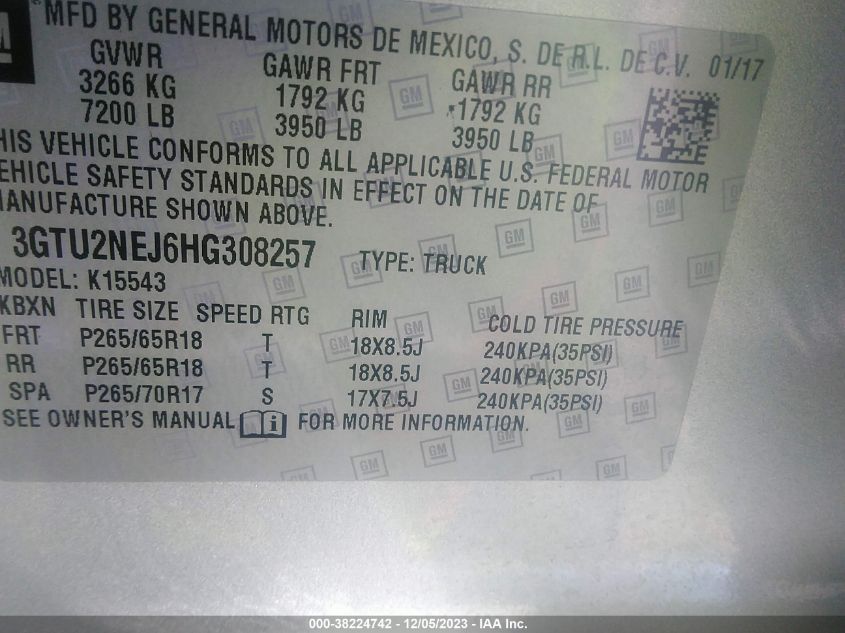 MFD BY GENERAL MOTORS DE MEXICO, S. DE R.L. DE C.V. 01/17
GVWR GAWR FRT GAWR RR
3266 KG 1792 KG 1792 KG
7200 LB 3950 LB 3950 LB
HIS VEHICLE CONFORMS TO ALL APPLICABLE U.S. FEDERAL MOTOR
EHICLE SAFETY STANDARDS IN EFFECT ON THE DATE OF
ANUFACTURE SHOWN ABOVE.
3GTU2NEJ6HG308257 TYPE: TRUCK
MODEL: K15543
KBXN TIRE SIZE SPEED RTG RIM COLD TIRE PRESSURE
FRT P265/65R18 T 18X8.5J 240KPA(35PSI)
RR P265/65R18 T 18X8.5J 240KPA(35PSI)
SPA P265/70R17 S 17X7.5J 240KPA(35PSI)
SEE OWNER'S MANUAL FOR MORE INFORMATION.
000-38224742 - 12/05/2023 - IAA Inc.